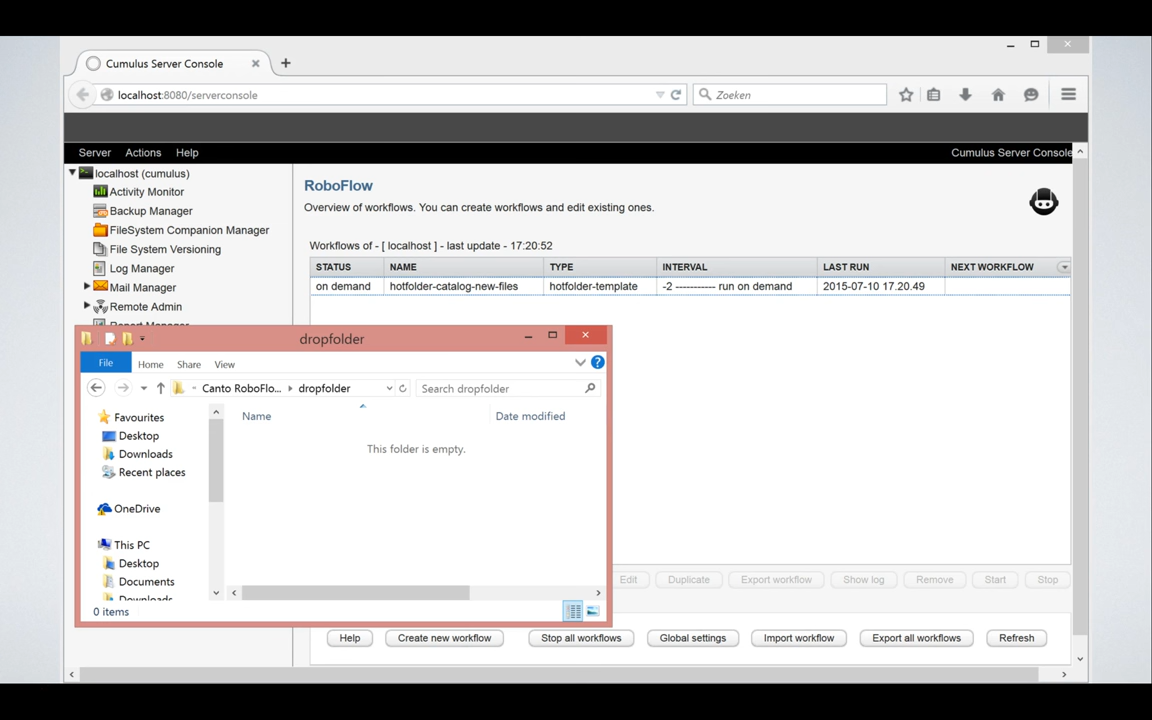 Cumulus Server Console
localhost:8080/serverconsole
Zoeken
Server Actions Help
Cumulus Server Console
localhost (cumulus)
Activity Monitor
Backup Manager
FileSystem Companion Manager
File System Versioning
Log Manager
Mail Manager
Remote Admin
Report Manager
RoboFlow
Overview of workflows. You can create workflows and edit existing ones.
Workflows of - [ localhost ] - last update - 17:20:52
STATUS NAME TYPE INTERVAL LAST RUN NEXT WORKFLOW
on demand hotfolder-catalog-new-files hotfolder-template -2 ----------- run on demand 2015-07-10 17.20.49
dropfolder
File Home Share View
Canto RoboFlo... dropfolder
Search dropfolder
Favourites
Desktop
Downloads
Recent places
OneDrive
This PC
Desktop
Documents
Downloads
Name Date modified
This folder is empty.
0 items
Edit Duplicate Export workflow Show log Remove Start Stop
Help Create new workflow Stop all workflows Global settings Import workflow Export all workflows Refresh